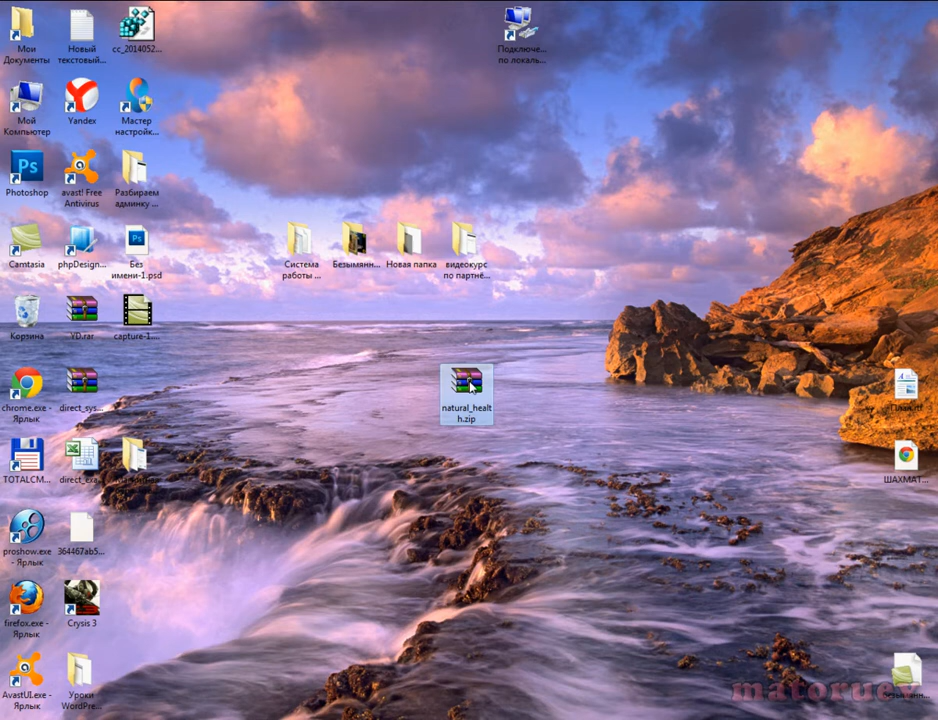 Мои
Документы
Новый
текстовый...
cc_2014052...
Подключе...
по локаль...
Мой
Компьютер
Yandex
Мастер
настройк...
Ps
Photoshop
avast! Free
Antivirus
Разбираем
админку ...
Camtasia
phpDesign...
Ps
Без
имени-1.psd
Система
работы ...
Безымянн...
Новая папка
видеокурс
по партнё...
Корзина
YD.rar
capture-1....
chrome.exe -
Ярлык
direct_sys...
natural_healt
h.zip
TOTALCM...
direct_exa...
ШАХМАТ...
proshow.exe
- Ярлык
364467ab5...
firefox.exe -
Ярлык
Crysis 3
AvastUI.exe -
Ярлык
Уроки
WordPre...
matoruev